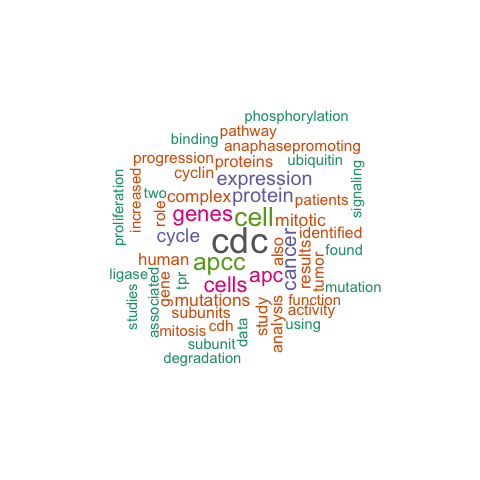 phosphorylation
binding
pathway
anaphasepromoting
progression
proteins
ubiquitin
cyclin
expression
signaling
proliferation
increased
two
complex
protein
patients
role
genes
cell
mitotic
identified
cycle
cdc
also
cancer
results
found
human
apcc
apc
tumor
ligase
gene
tpr
cells
mutation
studies
associated
mutations
function
subunits
study
analysis
activity
mitosis
cdh
data
using
subunit
degradation